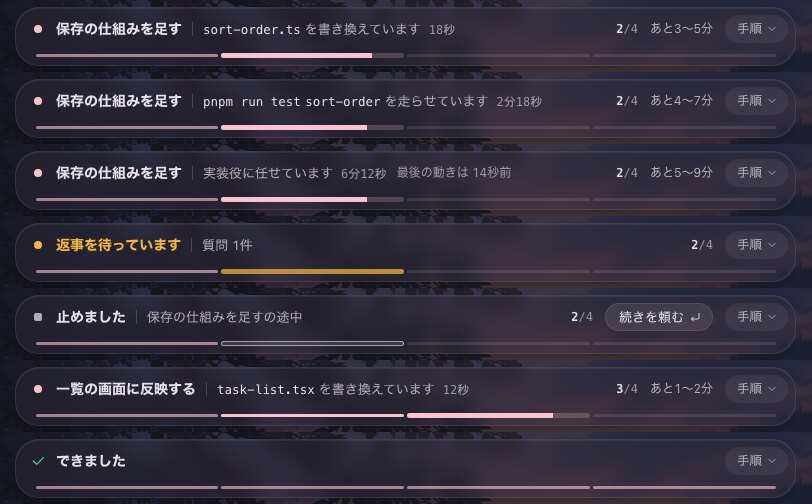 保存の仕組みを足す sort-order.ts を書き換えています 18秒 2/4 あと3〜5分 手順
保存の仕組みを足す pnpm run test sort-order を走らせています 2分18秒 2/4 あと4〜7分 手順
保存の仕組みを足す 実装役に任せています 6分12秒 最後の動きは 14秒前 2/4 あと5〜9分 手順
返事を待っています 質問 1件 2/4 手順
止めました 保存の仕組みを足すの途中 2/4 続きを頼む 手順
一覧の画面に反映する task-list.tsx を書き換えています 12秒 3/4 あと1〜2分 手順
できました 手順